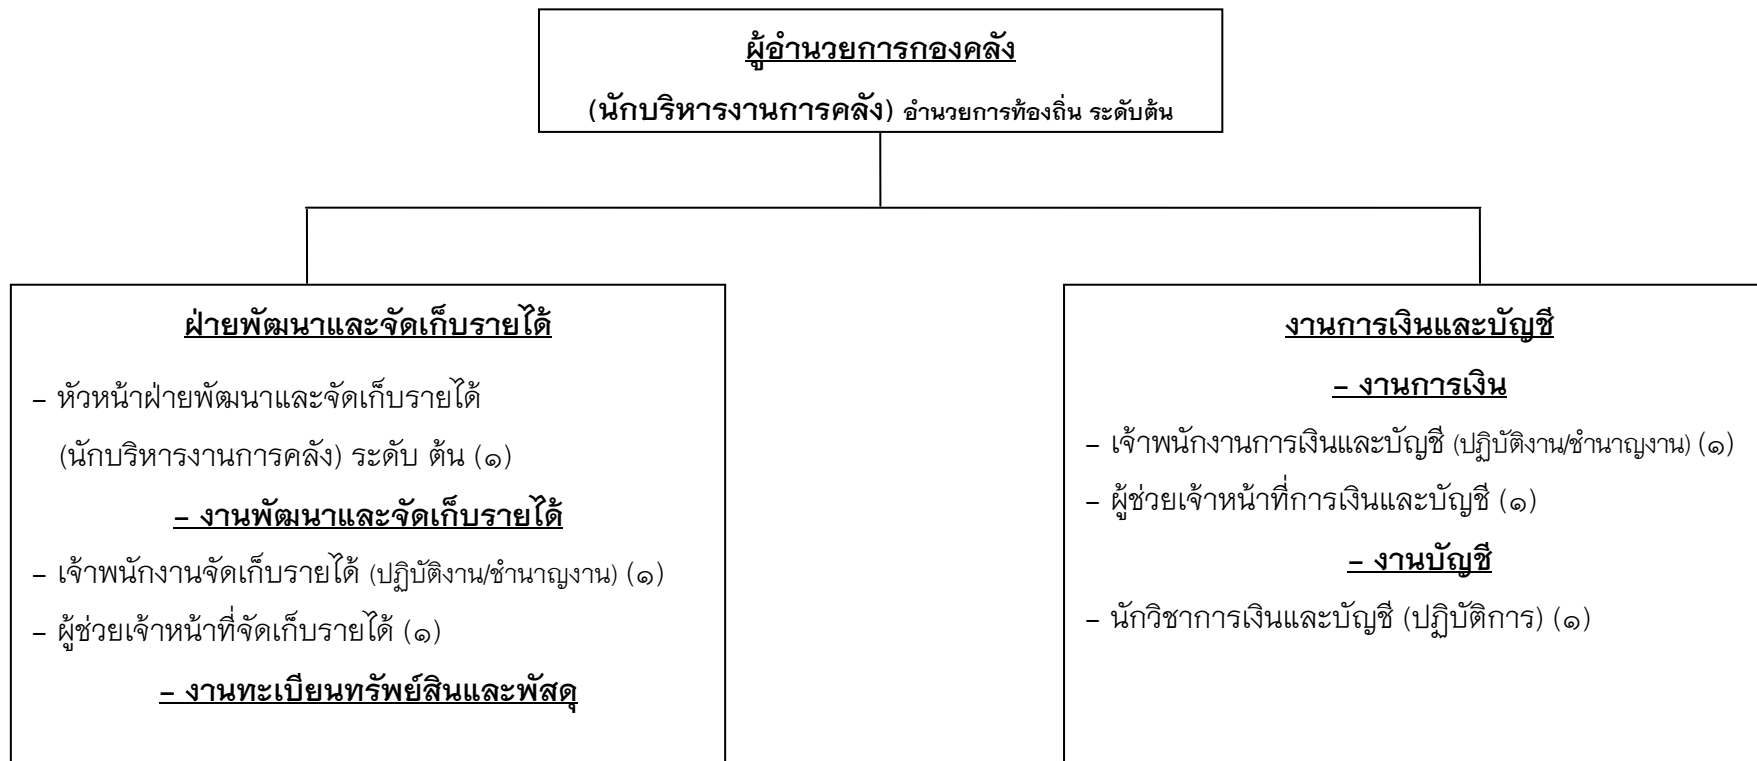 ผู้อำนวยการกองคลัง
(นักบริหารงานการคลัง) อำนวยการท้องถิ่น ระดับต้น
ฝ่ายพัฒนาและจัดเก็บรายได้
– หัวหน้าฝ่ายพัฒนาและจัดเก็บรายได้
(นักบริหารงานการคลัง) ระดับ ต้น (๑)
– งานพัฒนาและจัดเก็บรายได้
– เจ้าพนักงานจัดเก็บรายได้ (ปฏิบัติงาน/ชำนาญงาน) (๑)
– ผู้ช่วยเจ้าหน้าที่จัดเก็บรายได้ (๑)
– งานทะเบียนทรัพย์สินและพัสดุ
งานการเงินและบัญชี
– งานการเงิน
– เจ้าพนักงานการเงินและบัญชี (ปฏิบัติงาน/ชำนาญงาน) (๑)
– ผู้ช่วยเจ้าหน้าที่การเงินและบัญชี (๑)
– งานบัญชี
– นักวิชาการเงินและบัญชี (ปฏิบัติการ) (๑)